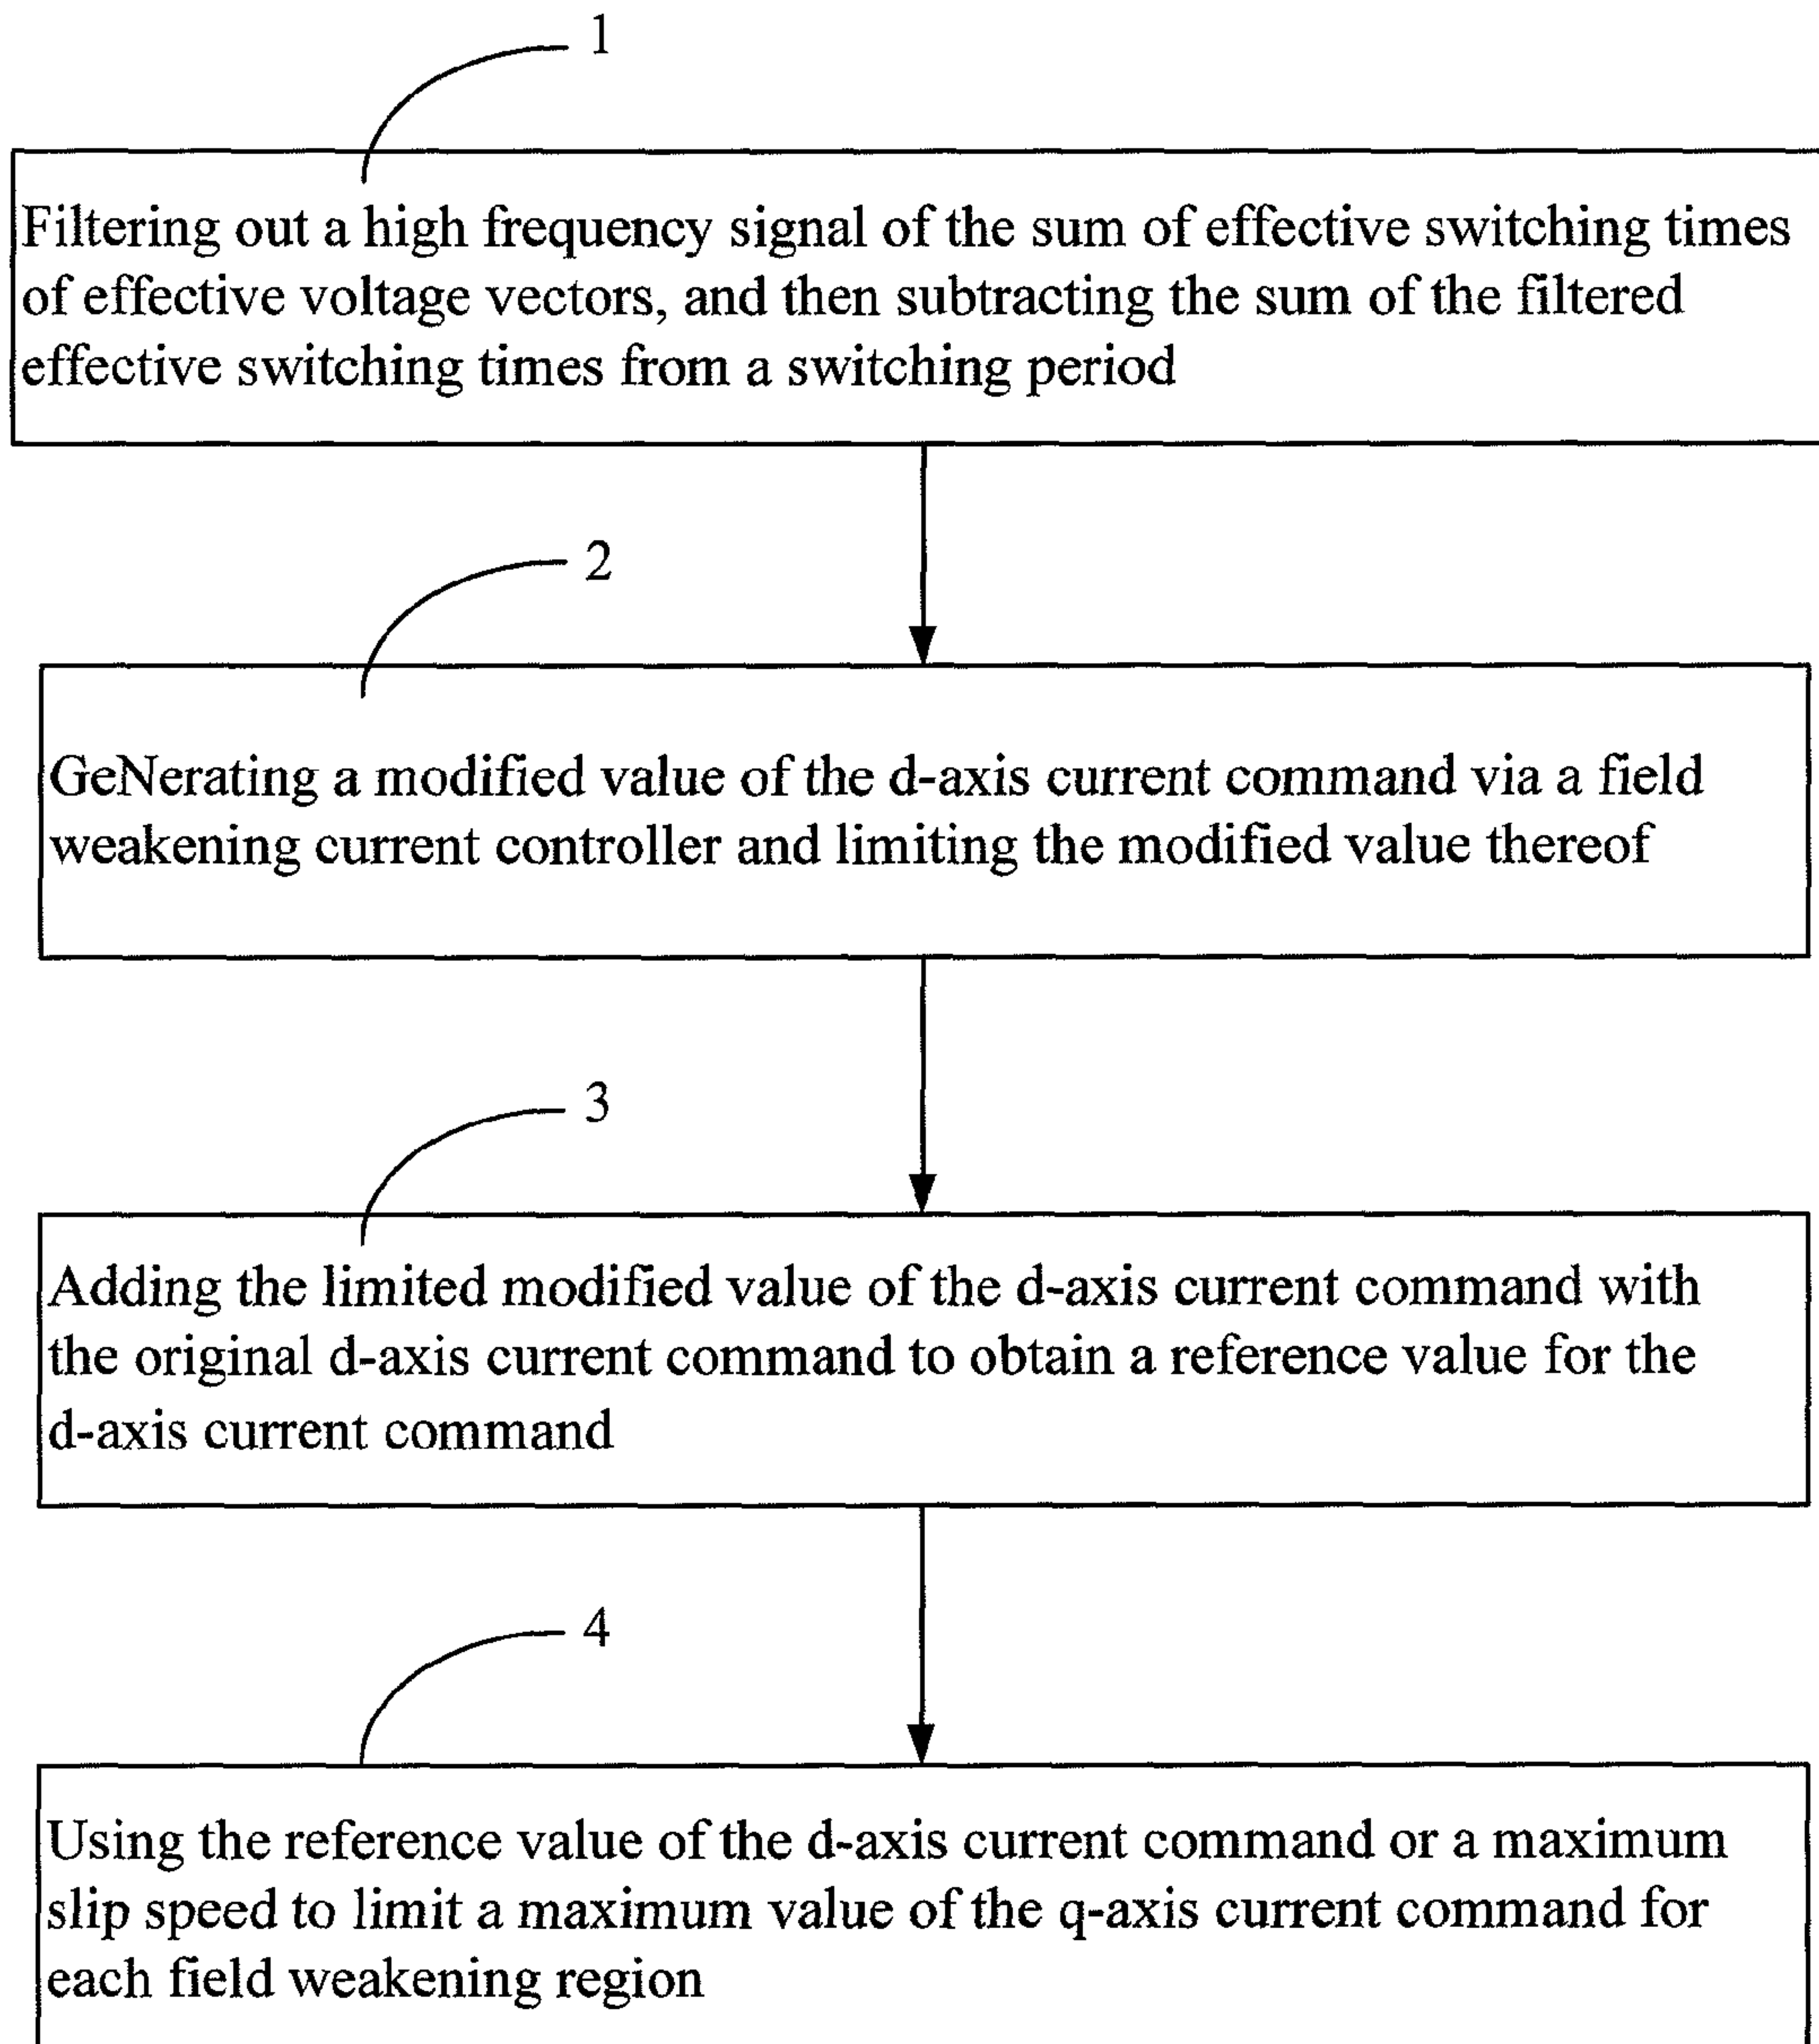 1
Filtering out a high frequency signal of the sum of effective switching times
of effective voltage vectors, and then subtracting the sum of the filtered
effective switching times from a switching period
2
GeNerating a modified value of the d-axis current command via a field
weakening current controller and limiting the modified value thereof
3
Adding the limited modified value of the d-axis current command with
the original d-axis current command to obtain a reference value for the
d-axis current command
4
Using the reference value of the d-axis current command or a maximum
slip speed to limit a maximum value of the q-axis current command for
each field weakening region